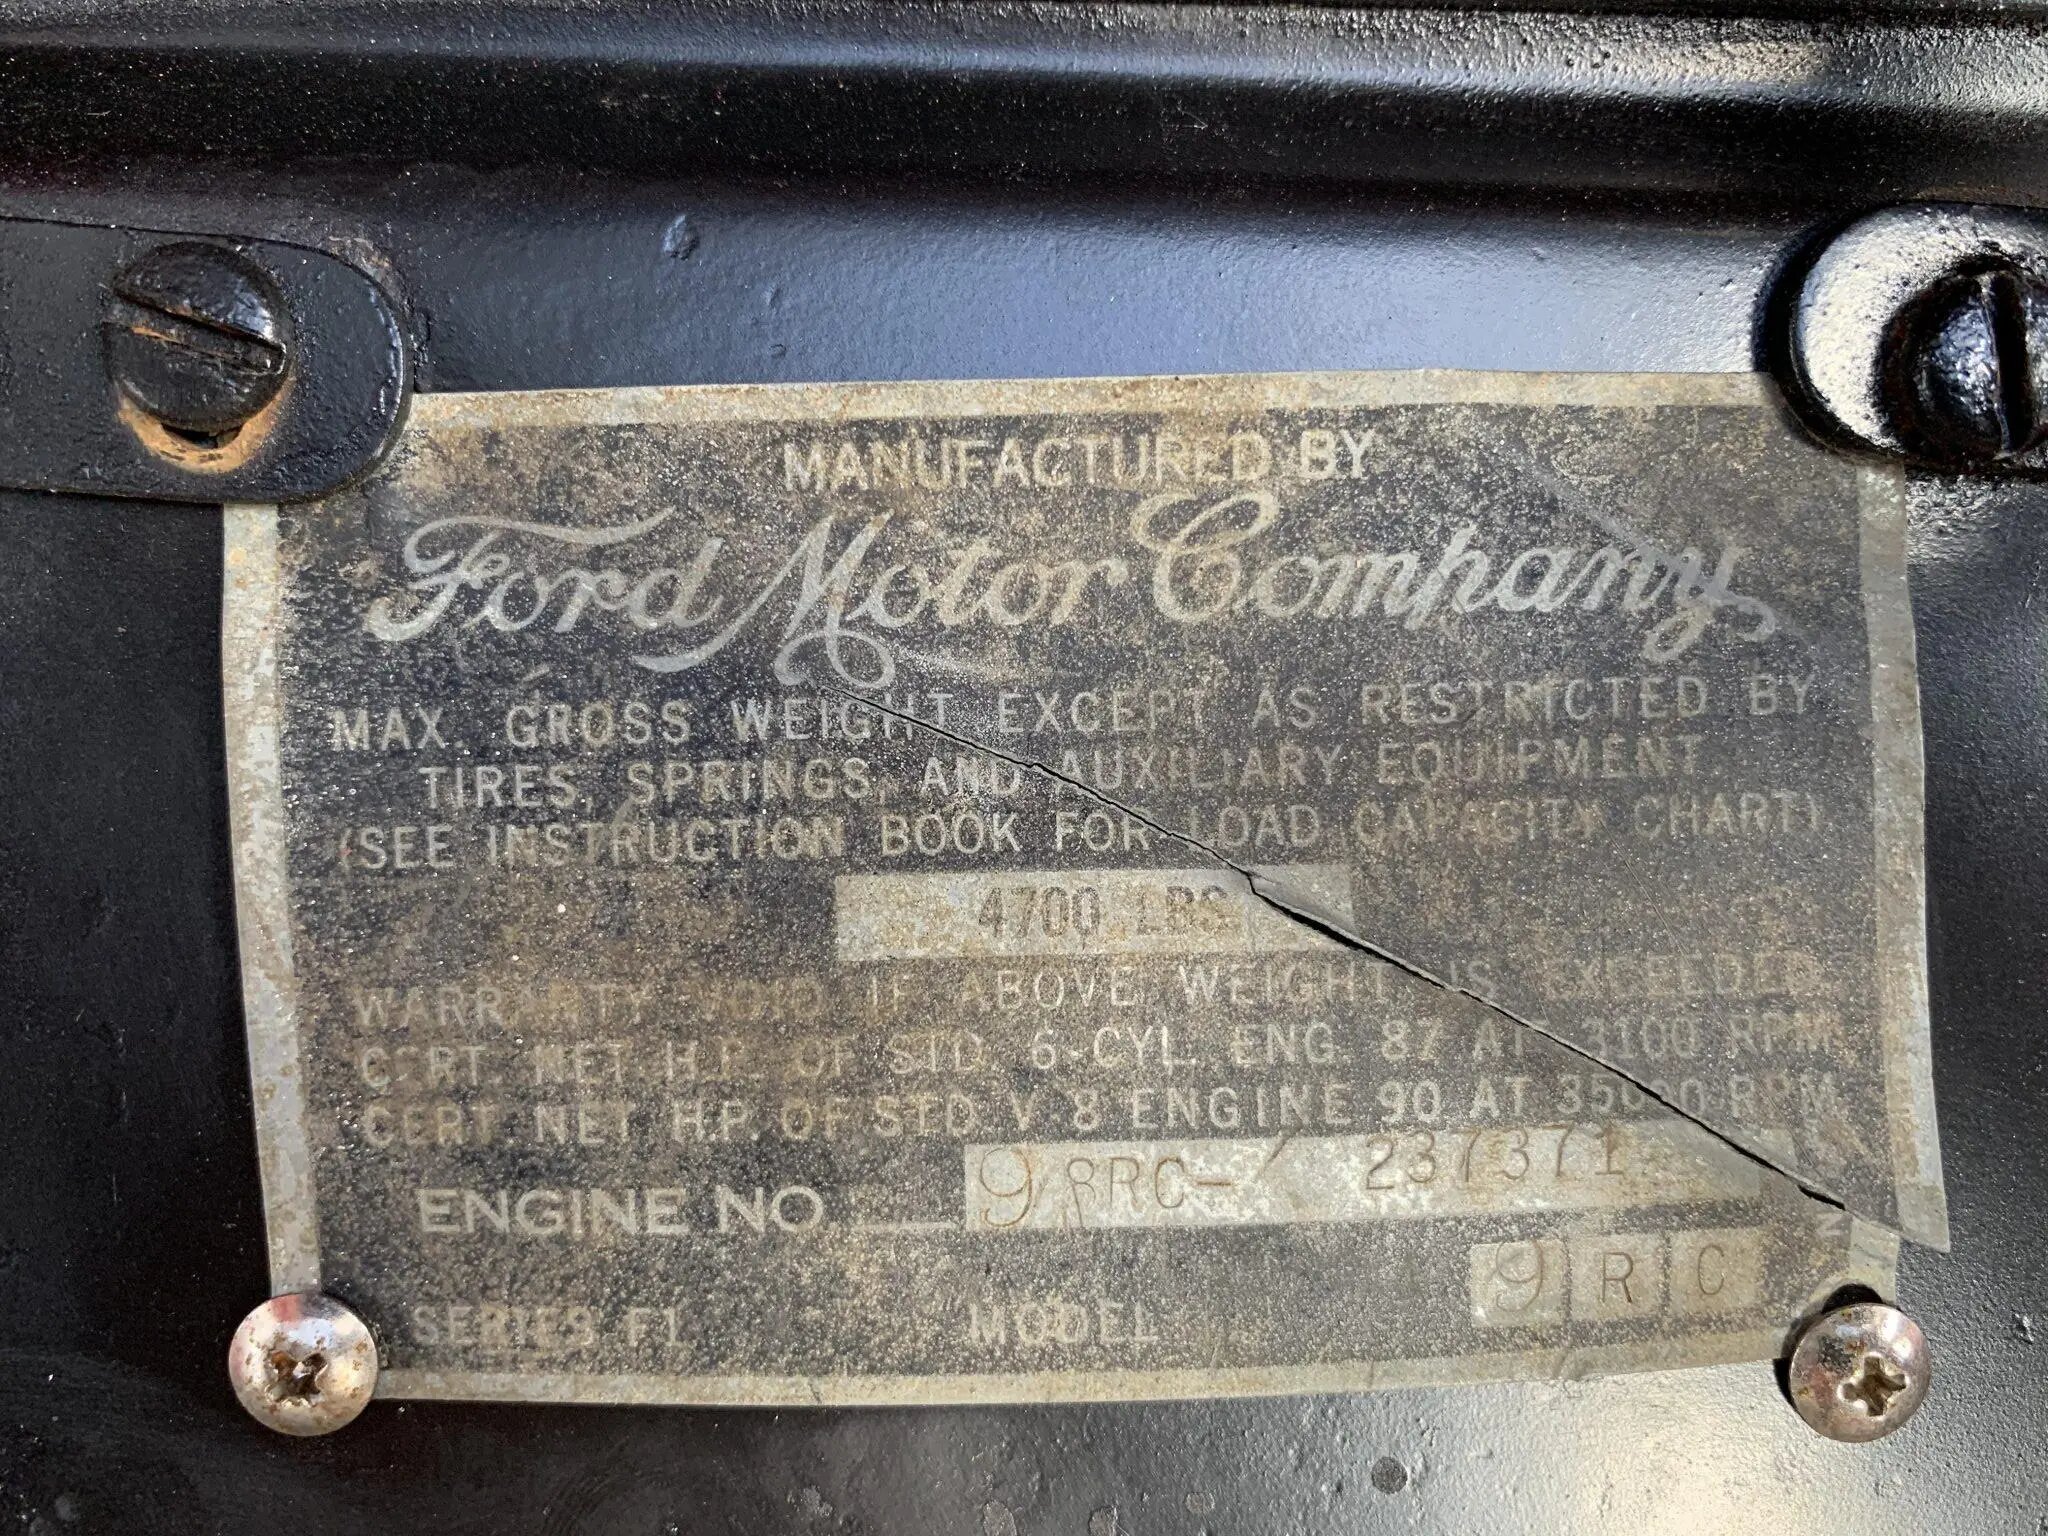 MANUFACTURED BY
Ford Motor Company
MAX. GROSS WEIGHT EXCEPT AS RESTRICTED BY
TIRES, SPRINGS, AND AUXILIARY EQUIPMENT
(SEE INSTRUCTION BOOK FOR LOAD CAPACITY CHART).
4700 LBS
WARRANTY VOID IF ABOVE WEIGHT IS EXCEEDED.
CERT. NET H.P. OF STD. 6-CYL. ENG. 87 AT 3100 RPM
CERT. NET H.P. OF STD. V-8 ENGINE 90 AT RPM
ENGINE NO. 98RC-/ 237371
SERIES F1 MODEL 9 R C